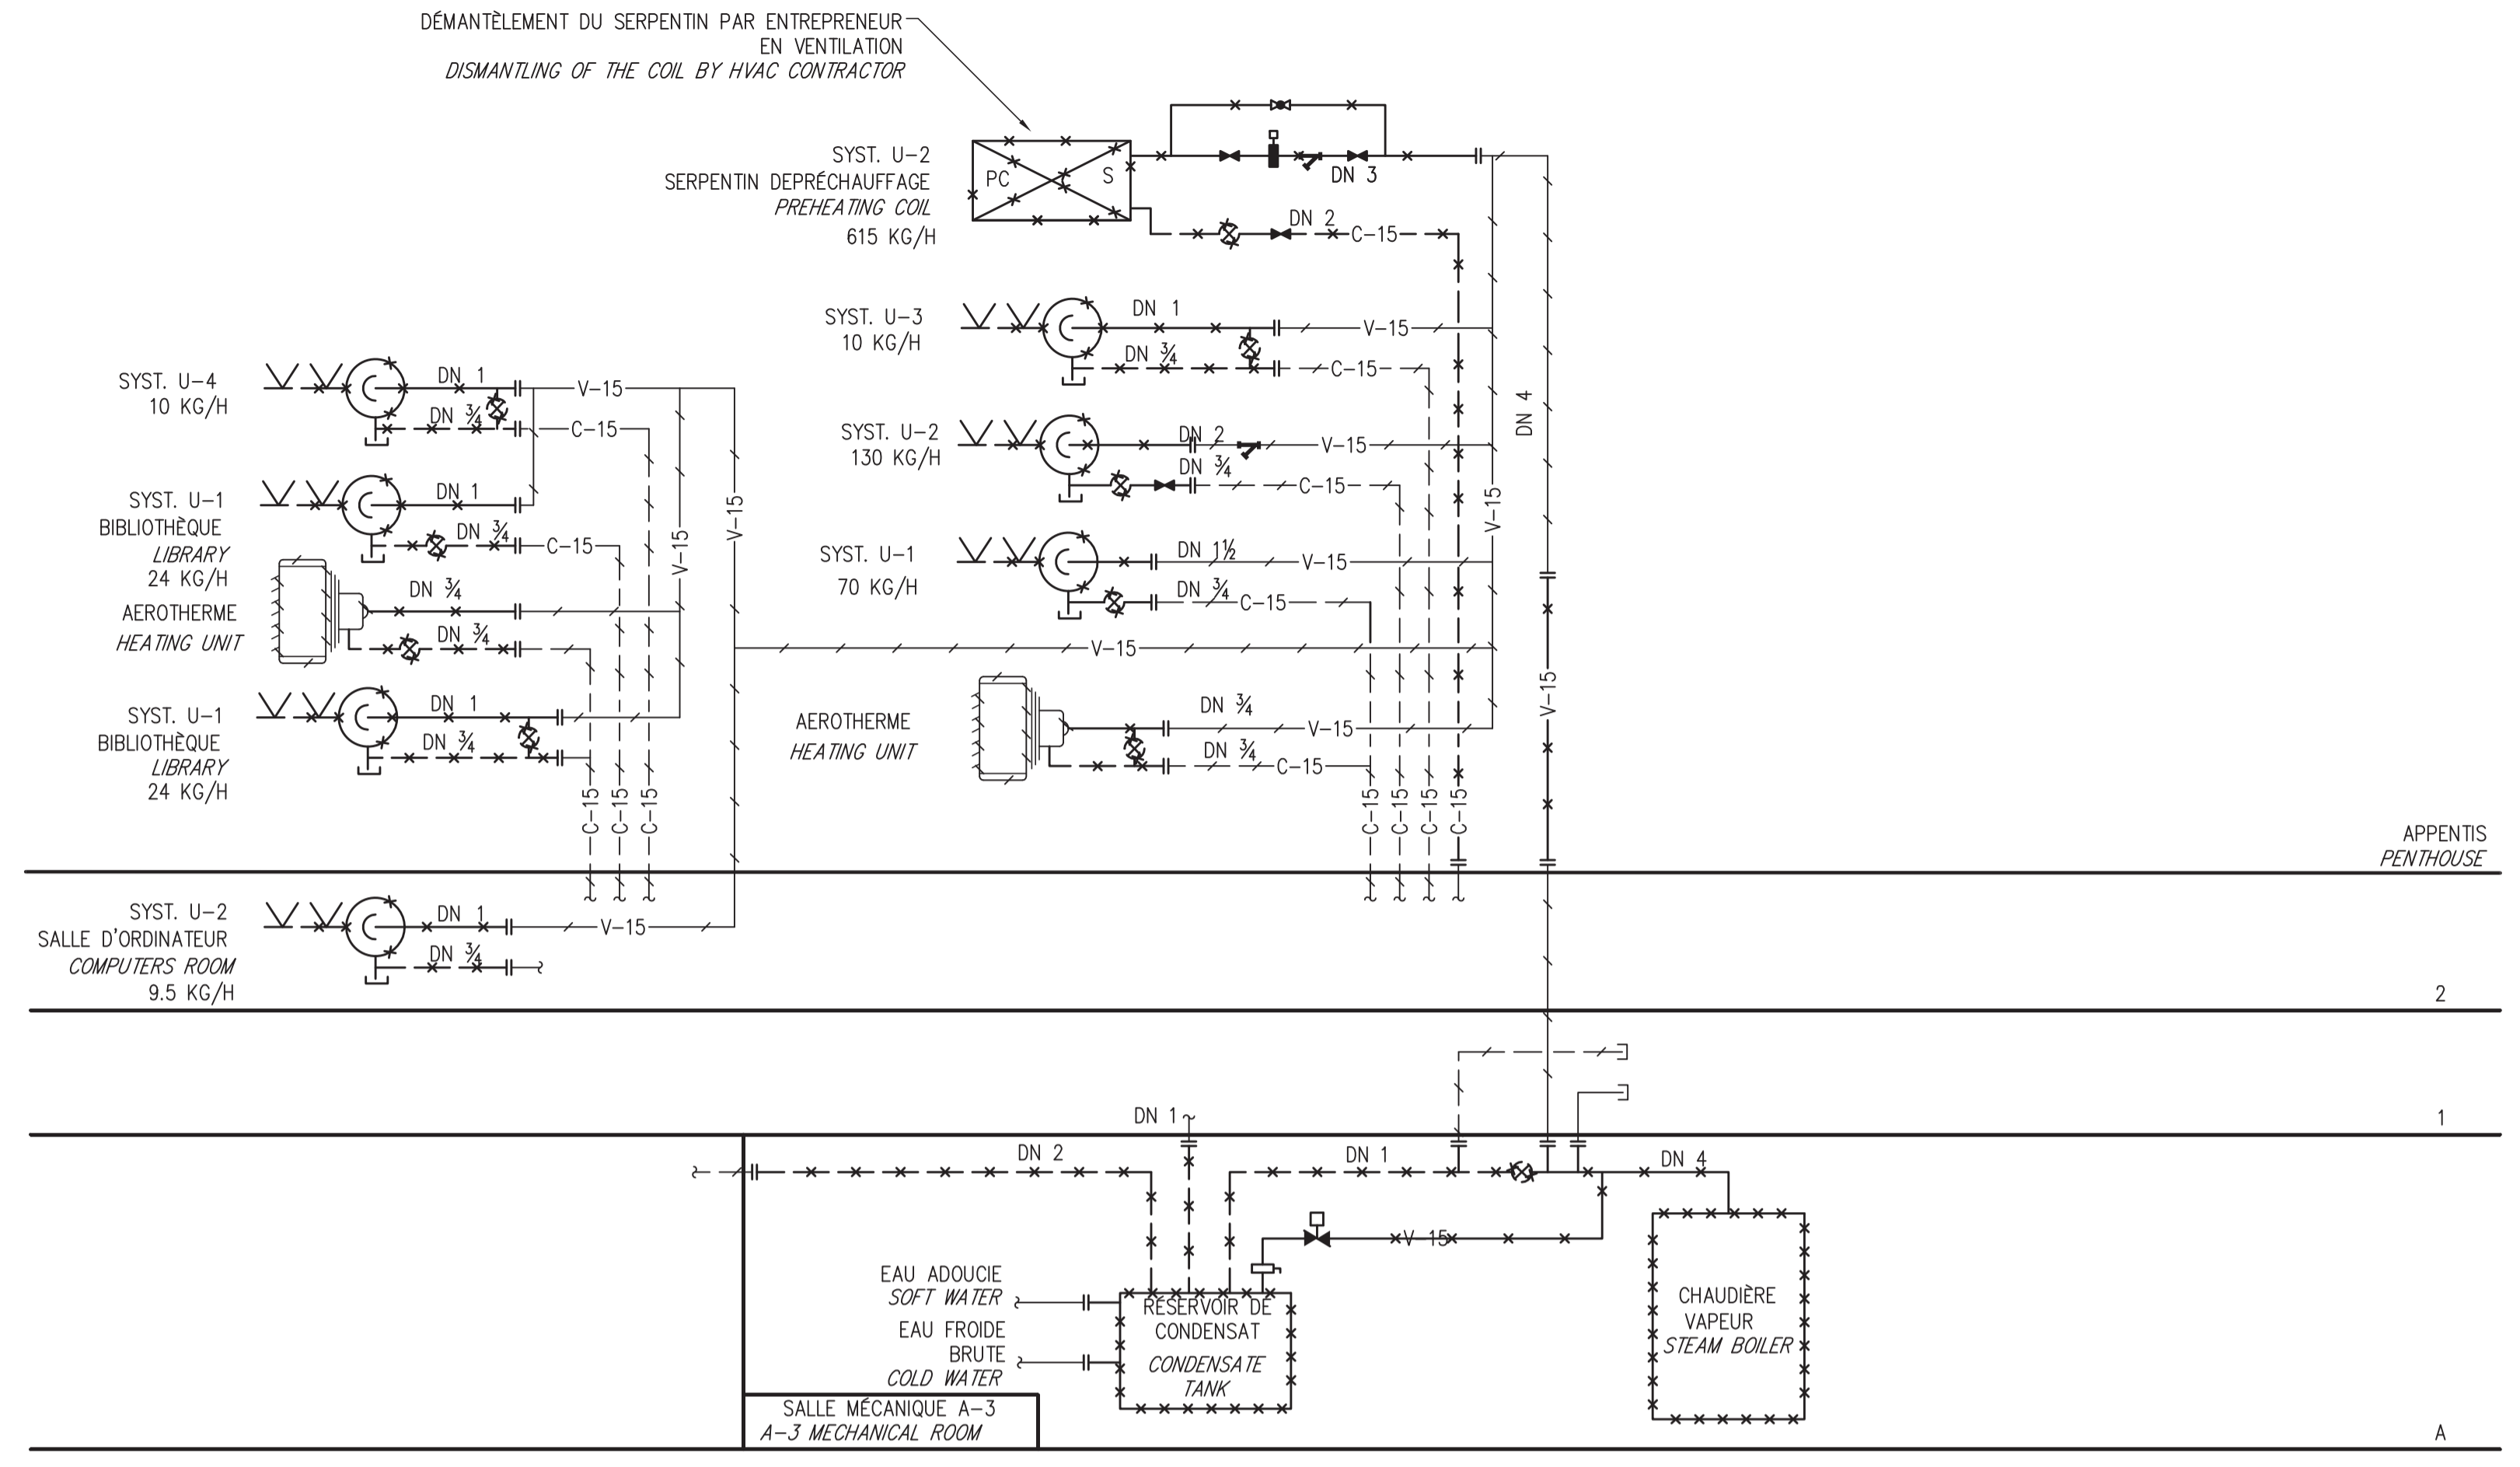 DÉMANTÈLEMENT DU SERPENTIN PAR ENTREPRENEUR
EN VENTILATION
DISMANTLING OF THE COIL BY HVAC CONTRACTOR
SYST. U-2
SERPENTIN DEPRÉCHAUFFAGE
PREHEATING COIL
615 KG/H
PC
S
DN 3
DN 2
C-15
SYST. U-3
10 KG/H
DN 1
V-15
DN ¾
C-15
SYST. U-2
130 KG/H
DN 2
V-15
DN ¾
C-15
SYST. U-1
70 KG/H
DN 1½
V-15
DN ¾
C-15
V-15
AEROTHERME
HEATING UNIT
DN ¾
V-15
DN ¾
C-15
C-15
C-15
C-15
C-15
V-15
DN 4
V-15
SYST. U-4
10 KG/H
DN 1
V-15
DN ¾
C-15
SYST. U-1
BIBLIOTHÈQUE
LIBRARY
24 KG/H
DN 1
DN ¾
C-15
AEROTHERME
HEATING UNIT
DN ¾
DN ¾
SYST. U-1
BIBLIOTHÈQUE
LIBRARY
24 KG/H
DN 1
DN ¾
C-15
C-15
C-15
V-15
V-15
APPENTIS
PENTHOUSE
SYST. U-2
SALLE D'ORDINATEUR
COMPUTERS ROOM
9.5 KG/H
DN 1
V-15
DN ¾
2
DN 1
1
DN 2
DN 1
DN 4
V-15
EAU ADOUCIE
SOFT WATER
EAU FROIDE
BRUTE
COLD WATER
RÉSERVOIR DE
CONDENSAT
CONDENSATE
TANK
CHAUDIÈRE
VAPEUR
STEAM BOILER
SALLE MÉCANIQUE A-3
A-3 MECHANICAL ROOM
A